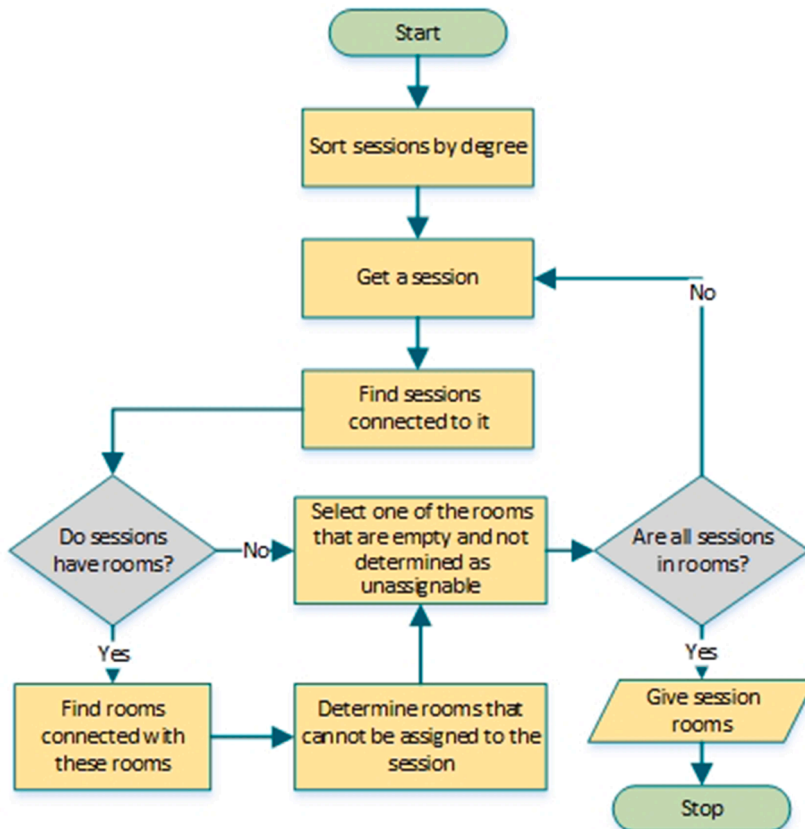 Start
Sort sessions by degree
Get a session
No
Find sessions
connected to it
Do sessions
have rooms?
No
Select one of the rooms
that are empty and not
determined as
unassignable
Are all sessions
in rooms?
Yes
Yes
Find rooms
connected with
these rooms
Determine rooms that
cannot be assigned to the
session
Give session
rooms
Stop